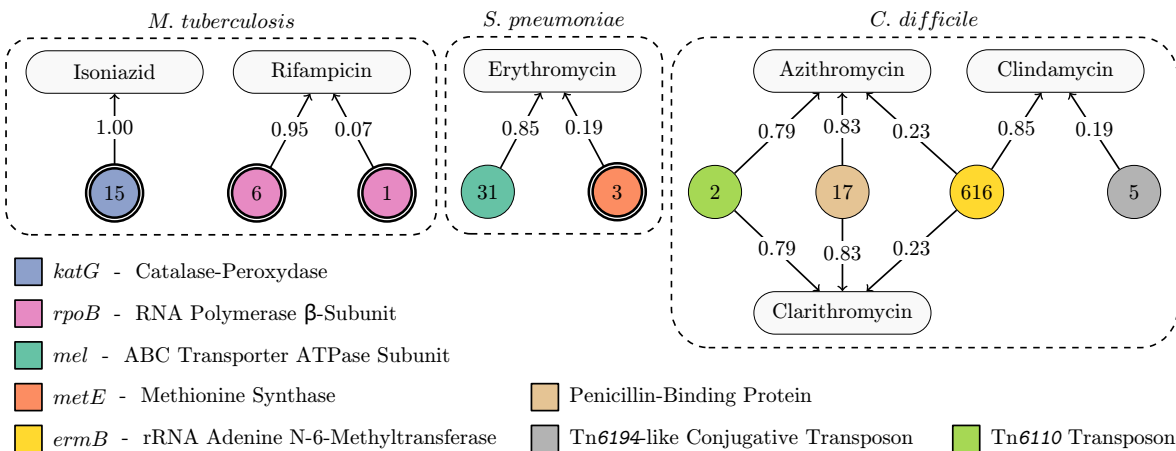 M. tuberculosis
S. pneumoniae
C. difficile
Isoniazid
Rifampicin
Erythromycin
Azithromycin
Clindamycin
1.00
0.95
0.07
0.85
0.19
0.79
0.83
0.23
0.85
0.19
15
6
1
31
3
2
17
616
5
0.79
0.83
0.23
Clarithromycin
katG - Catalase-Peroxydase
rpoB - RNA Polymerase β-Subunit
mel - ABC Transporter ATPase Subunit
metE - Methionine Synthase
Penicillin-Binding Protein
ermB - rRNA Adenine N-6-Methyltransferase
Tn6194-like Conjugative Transposon
Tn6110 Transposon